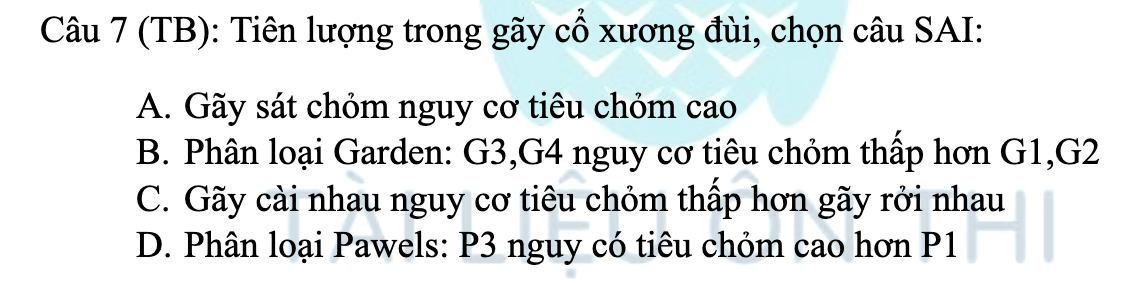 Câu 7 (TB): Tiên lượng trong gãy cổ xương đùi, chọn câu SAI:
A. Gãy sát chỏm nguy cơ tiêu chỏm cao
B. Phân loại Garden: G3,G4 nguy cơ tiêu chỏm thấp hơn G1,G2
C. Gãy cài nhau nguy cơ tiêu chỏm thấp hơn gãy rời nhau
D. Phân loại Pawels: P3 nguy có tiêu chỏm cao hơn P1
TÀI LIỆU ÔN THI